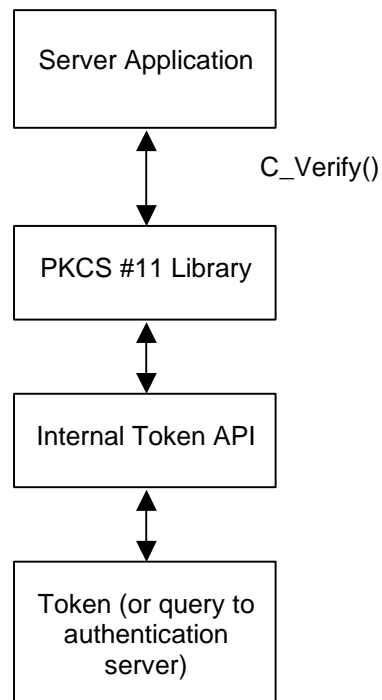 Server Application
C_Verify()
PKCS #11 Library
Internal Token API
Token (or query to
authentication
server)